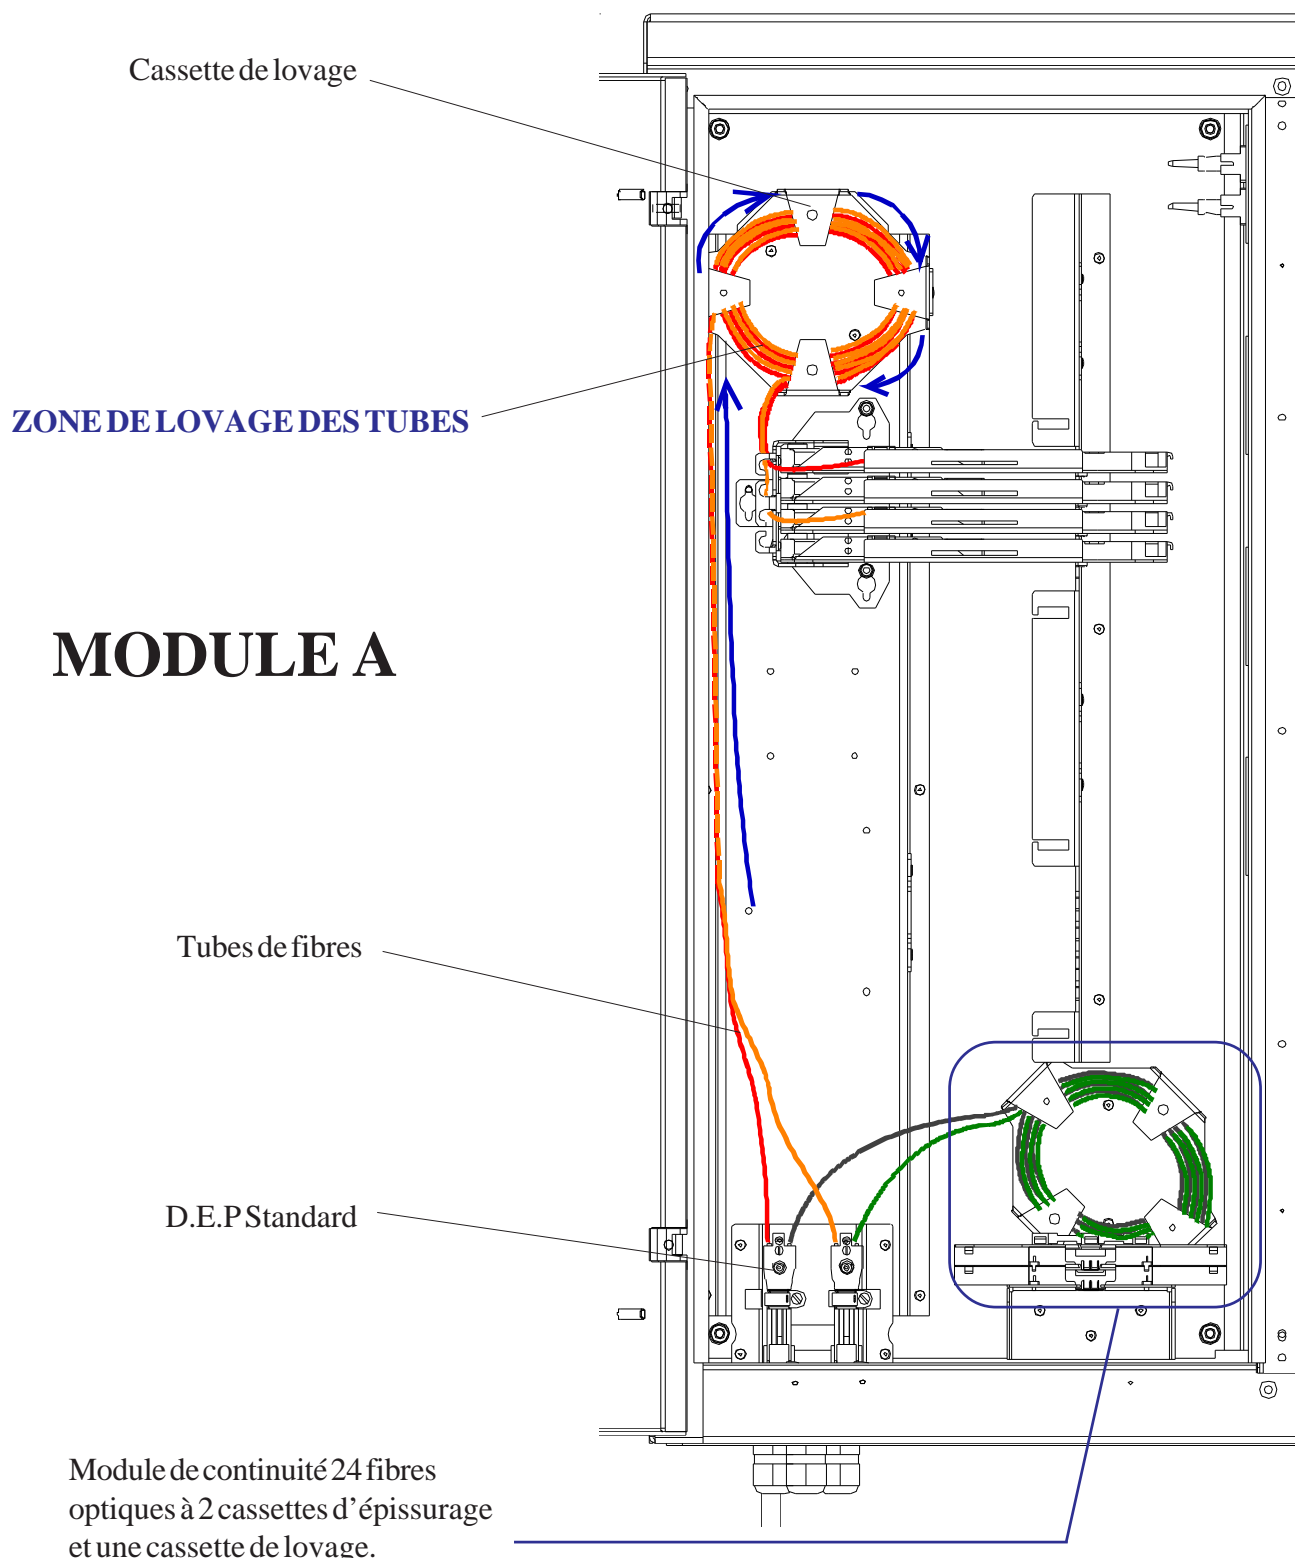 Cassette de lovage
ZONE DE LOVAGE DES TUBES
MODULE A
Tubes de fibres
D.E.P Standard
Module de continuité 24 fibres
optiques à 2 cassettes d’épissurage
et une cassette de lovage.